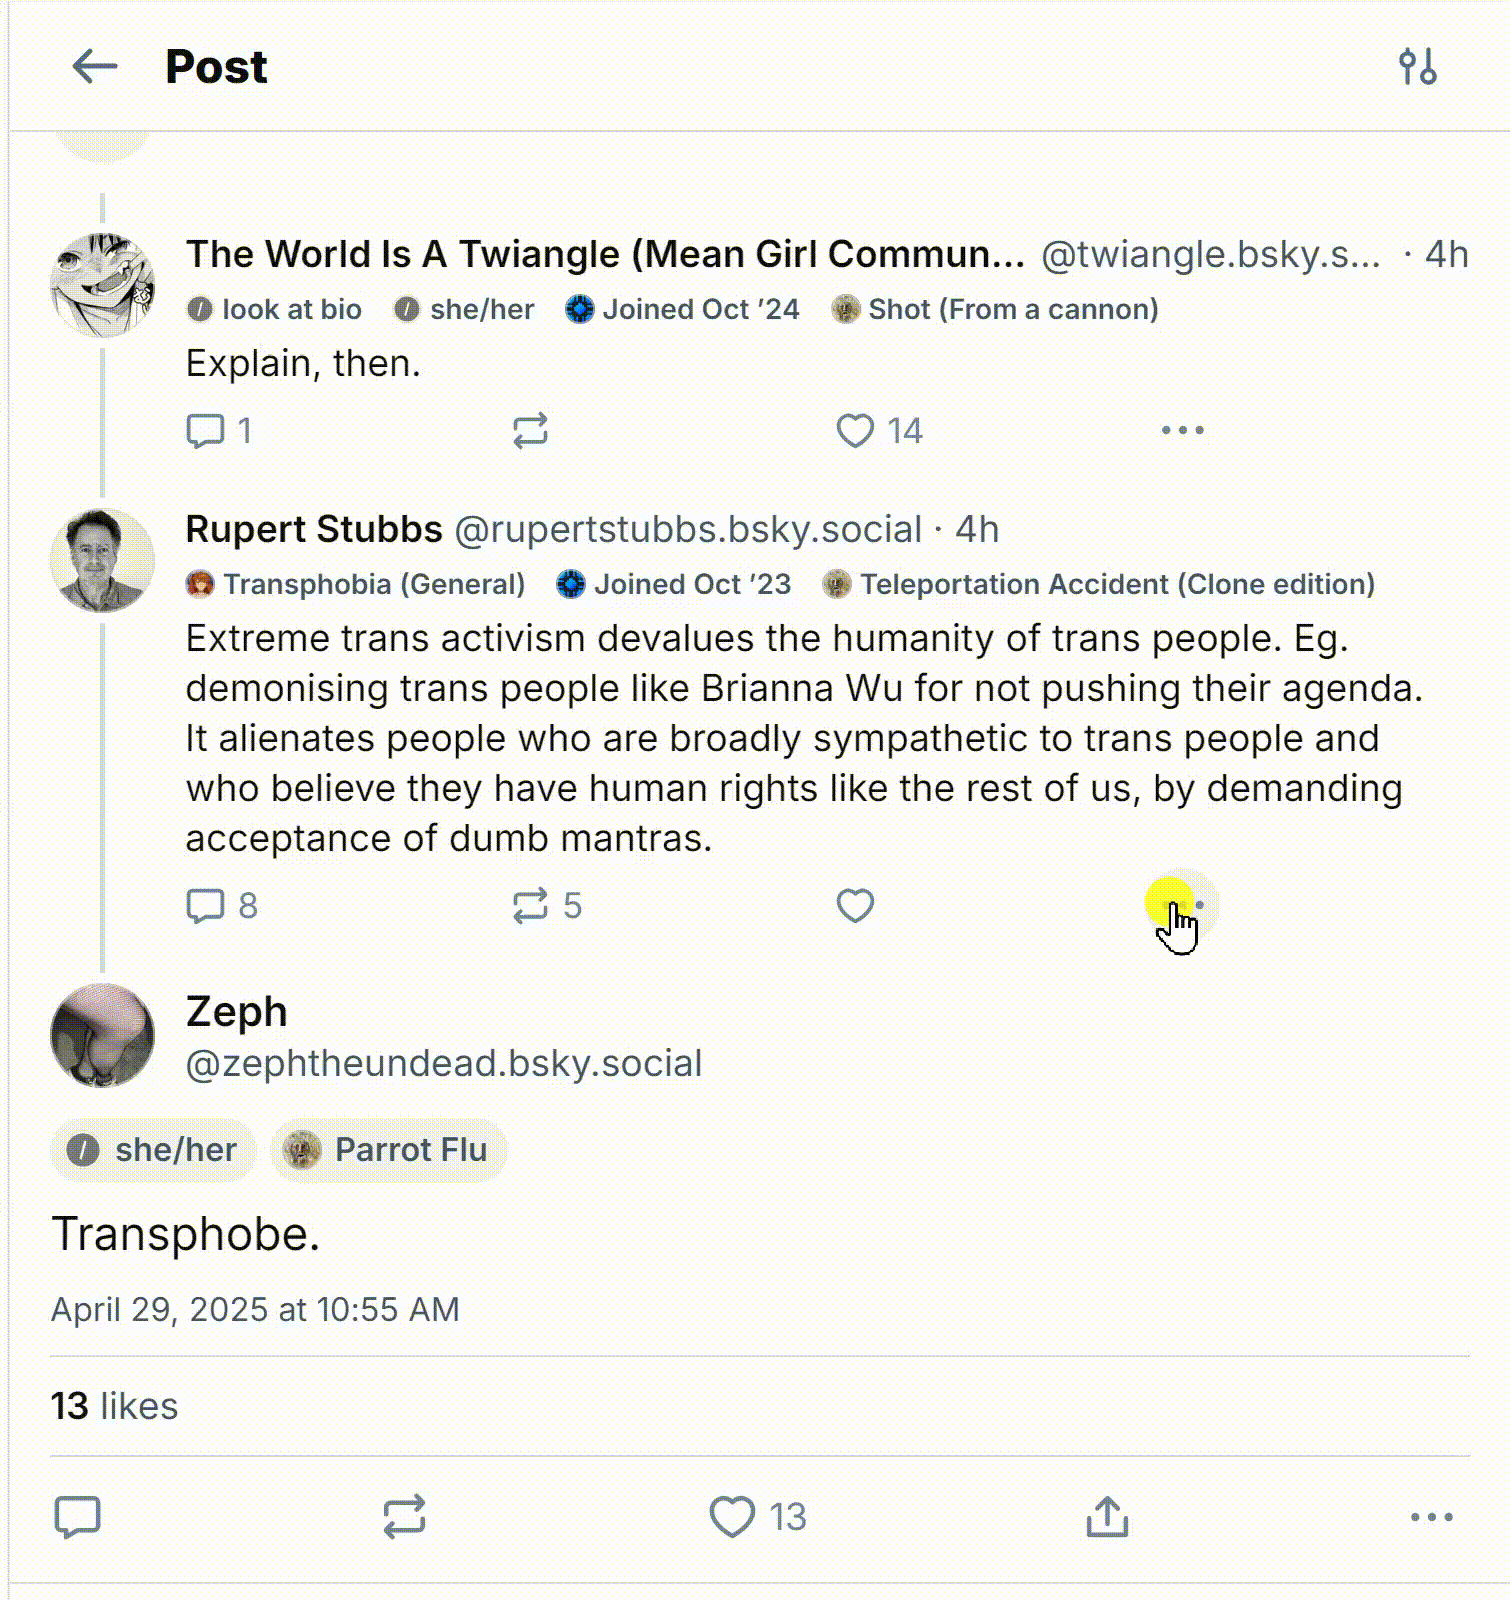 Post
The World Is A Twiangle (Mean Girl Commun... @twiangle.bsky.s... · 4h
look at bio she/her Joined Oct ’24 Shot (From a cannon)
Explain, then.
1 14
Rupert Stubbs @rupertstubbs.bsky.social · 4h
Transphobia (General) Joined Oct ’23 Teleportation Accident (Clone edition)
Extreme trans activism devalues the humanity of trans people. Eg.
demonising trans people like Brianna Wu for not pushing their agenda.
It alienates people who are broadly sympathetic to trans people and
who believe they have human rights like the rest of us, by demanding
acceptance of dumb mantras.
8 5
Zeph
@zephtheundead.bsky.social
she/her Parrot Flu
Transphobe.
April 29, 2025 at 10:55 AM
13 likes
13